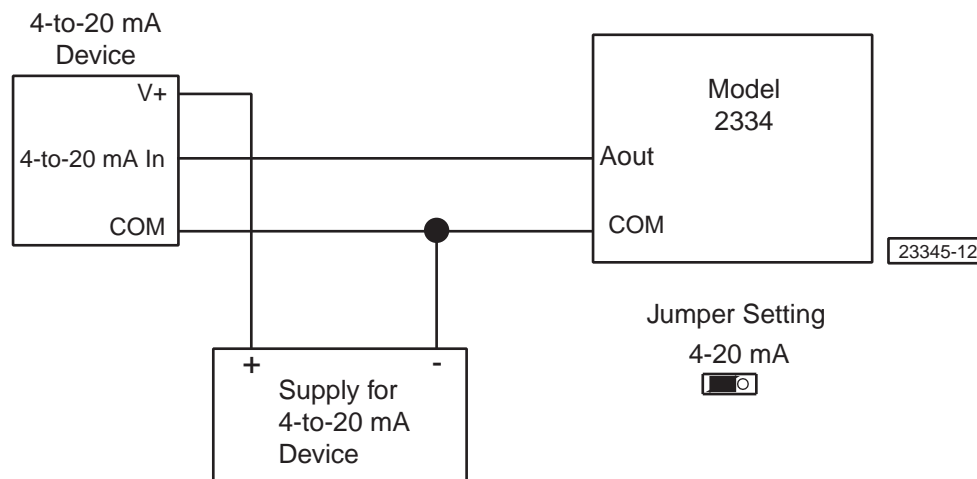 4-to-20 mA
Device
V+
4-to-20 mA In
COM
Model
2334
Aout
COM
23345-12
Jumper Setting
4-20 mA
+ -
Supply for
4-to-20 mA
Device